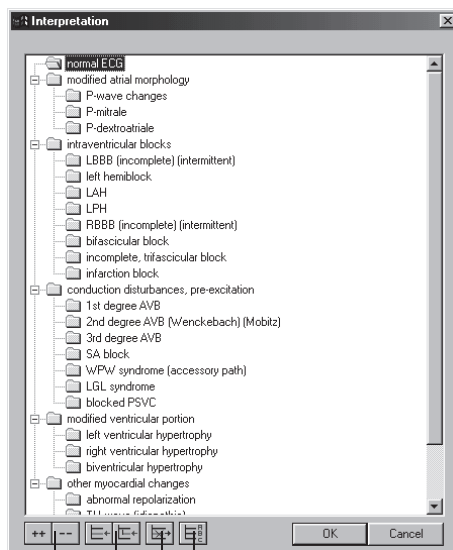 Interpretation
normal ECG
modified atrial morphology
P-wave changes
P-mitrale
P-dextroatriale
intraventricular blocks
LBBB (incomplete) (intermittent)
left hemiblock
LAH
LPH
RBBB (incomplete) (intermittent)
bifascicular block
incomplete, trifascicular block
infarction block
conduction disturbances, pre-excitation
1st degree AVB
2nd degree AVB (Wenckebach) (Mobitz)
3rd degree AVB
SA block
WPW syndrome (accessory path)
LGL syndrome
blocked PSVC
modified ventricular portion
left ventricular hypertrophy
right ventricular hypertrophy
biventricular hypertrophy
other myocardial changes
abnormal repolarization
++ -- A B C OK Cancel